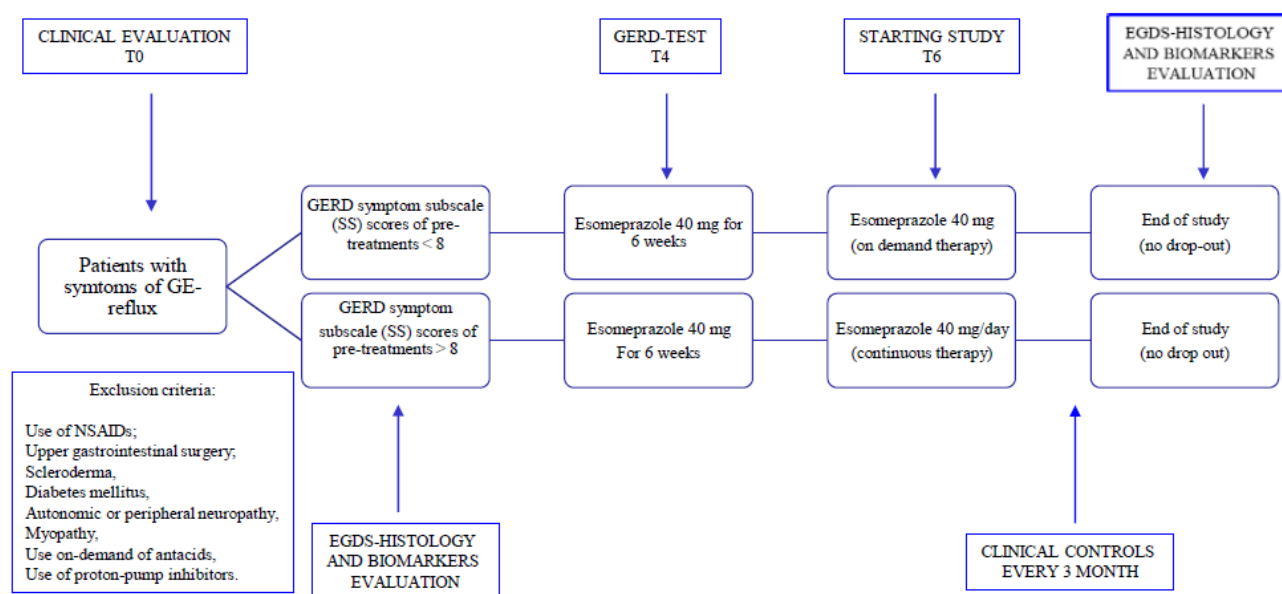 CLINICAL EVALUATION
T0
GERD-TEST
T4
STARTING STUDY
T6
EGDS-HISTOLOGY
AND BIOMARKERS
EVALUATION
GERD symptom subscale
(SS) scores of pre-
treatments < 8
Esomeprazole 40 mg for
6 weeks
Esomeprazole 40 mg
(on demand therapy)
End of study
(no drop-out)
Patients with
symtoms of GE-
reflux
GERD symptom
subscale (SS) scores of
pre-treatments > 8
Esomeprazole 40 mg
For 6 weeks
Esomeprazole 40 mg/day
(continuous therapy)
End of study
(no drop out)
Exclusion criteria:
Use of NSAIDs;
Upper gastrointestinal surgery;
Scleroderma,
Diabetes mellitus,
Autonomic or peripheral neuropathy,
Myopathy,
Use on-demand of antacids,
Use of proton-pump inhibitors.
EGDS-HISTOLOGY
AND BIOMARKERS
EVALUATION
CLINICAL CONTROLS
EVERY 3 MONTH